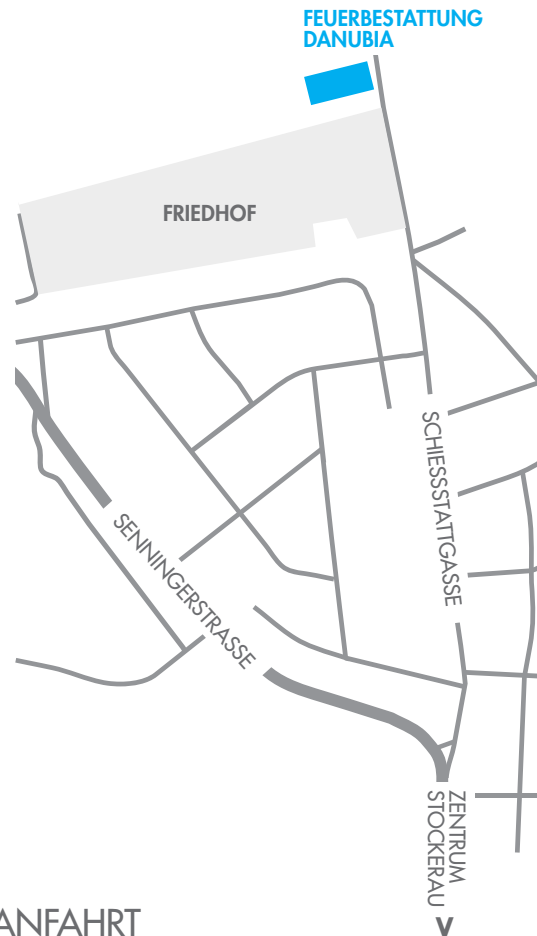 FEUERBESTATTUNG
DANUBIA
FRIEDHOF
SCHIESSSTATTGASSE
SENNINGERSTRASSE
ZENTRUM
STOCKERAU
ANFAHRT